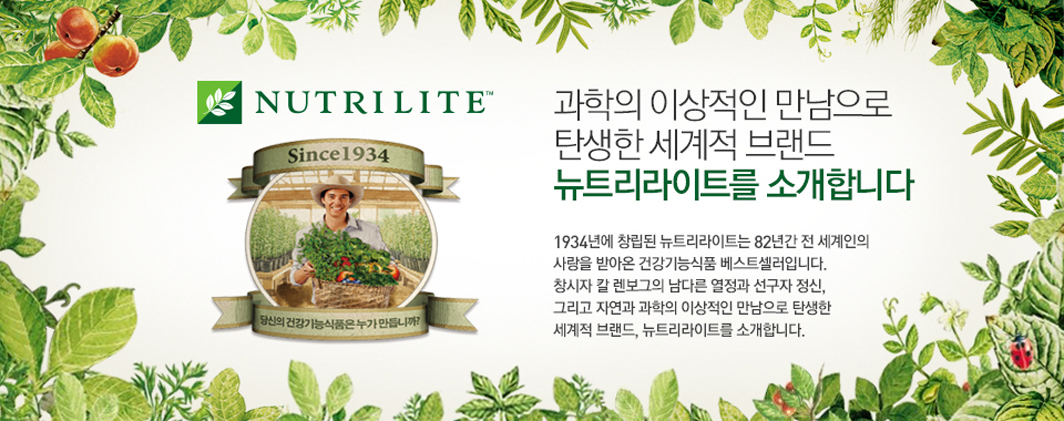 NUTRILITE™
Since1934
당신의 건강기능식품은 누가 만듭니까?
과학의 이상적인 만남으로
탄생한 세계적 브랜드
뉴트리라이트를 소개합니다
1934년에 창립된 뉴트리라이트는 82년간 전 세계인의
사랑을 받아온 건강기능식품 베스트셀러입니다.
창시자 칼 렌보그의 남다른 열정과 선구자 정신,
그리고 자연과 과학의 이상적인 만남으로 탄생한
세계적 브랜드, 뉴트리라이트를 소개합니다.